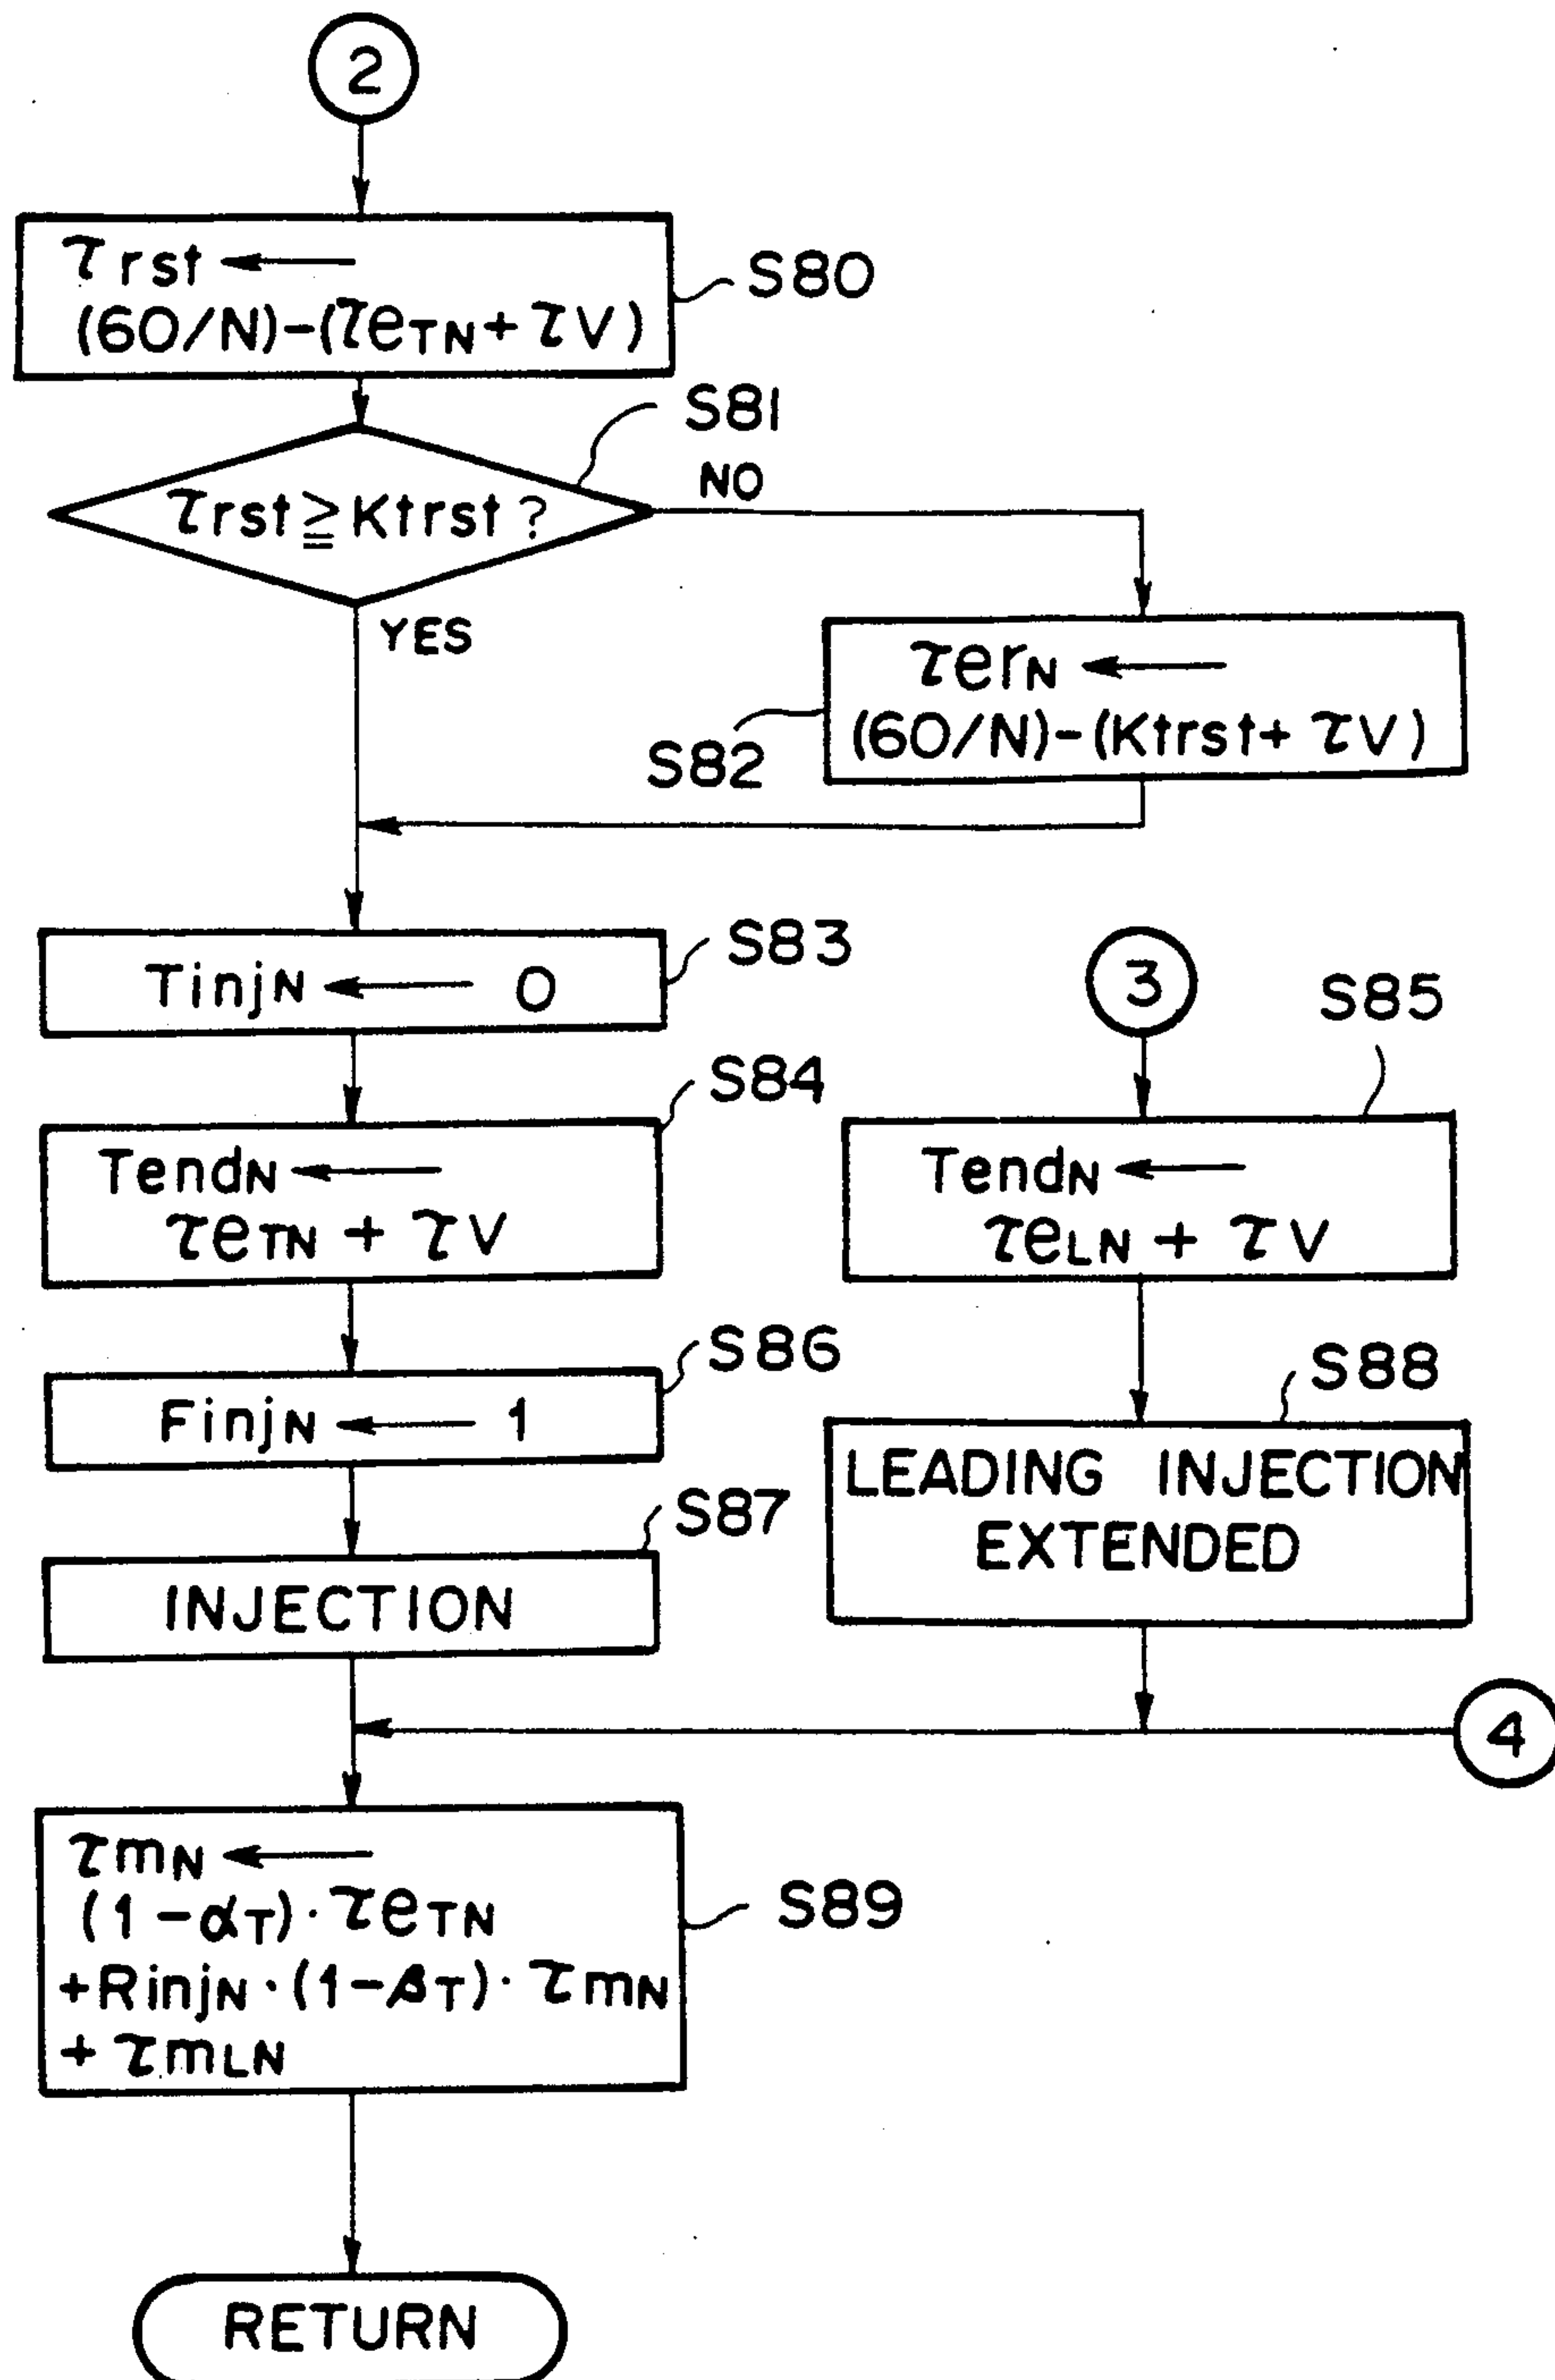 2
τrst ←
(60/N)-(τeTN + τV)
S80
S81
τrst ≧ Ktrst ?
NO
YES
τerN ←
(60/N)-(Ktrst + τV)
S82
TinjN ← 0
S83
3
S85
S84
TendN ←
τeTN + τV
TendN ←
τeLN + τV
S86
FinjN ← 1
S88
LEADING INJECTION
EXTENDED
S87
INJECTION
4
τmN ←
(1-αT)·τeTN
+RinjN·(1-βT)·τmN
+ τmLN
S89
RETURN